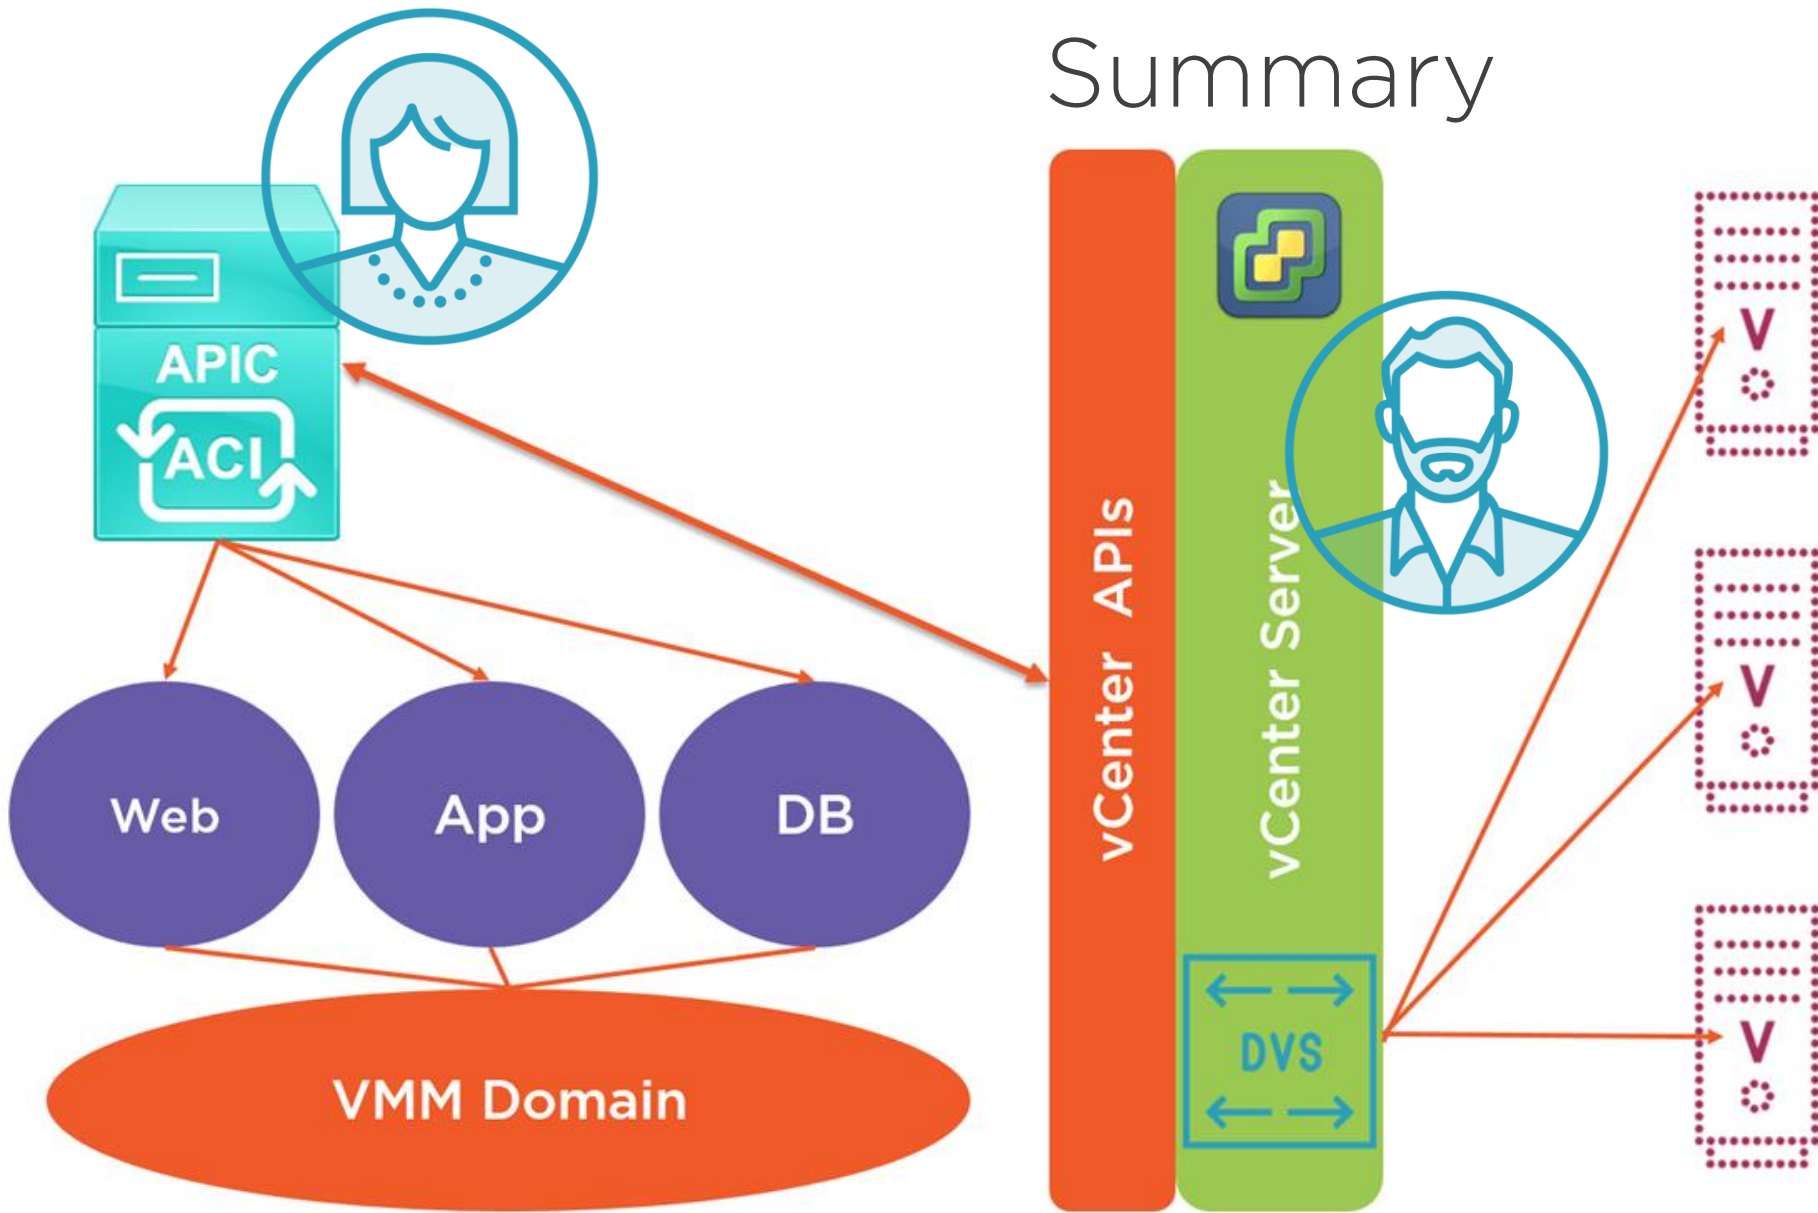 Summary
APIC
ACI
vCenter APIs
vCenter Server
Web
App
DB
VMM Domain
DVS
V
V
V